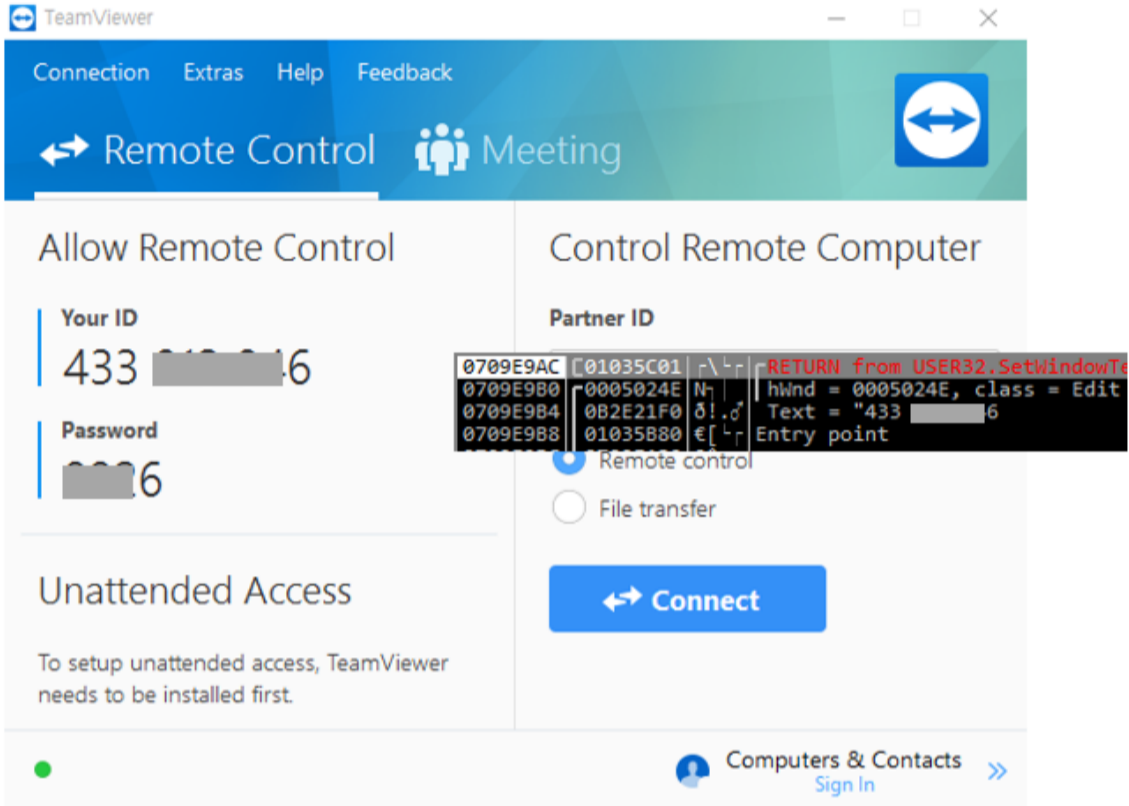 TeamViewer
Connection Extras Help Feedback
Remote Control Meeting
Allow Remote Control
Your ID
433 6
Password
6
Unattended Access
To setup unattended access, TeamViewer
needs to be installed first.
Control Remote Computer
Partner ID
0709E9AC 01035C01 RETURN from USER32.SetWindowTe
0709E9B0 0005024E hWnd = 0005024E, class = Edit
0709E9B4 0B2E21F0 Text = "433 6
0709E9B8 01035B80 Entry point
Remote control
File transfer
Connect
Computers & Contacts
Sign In